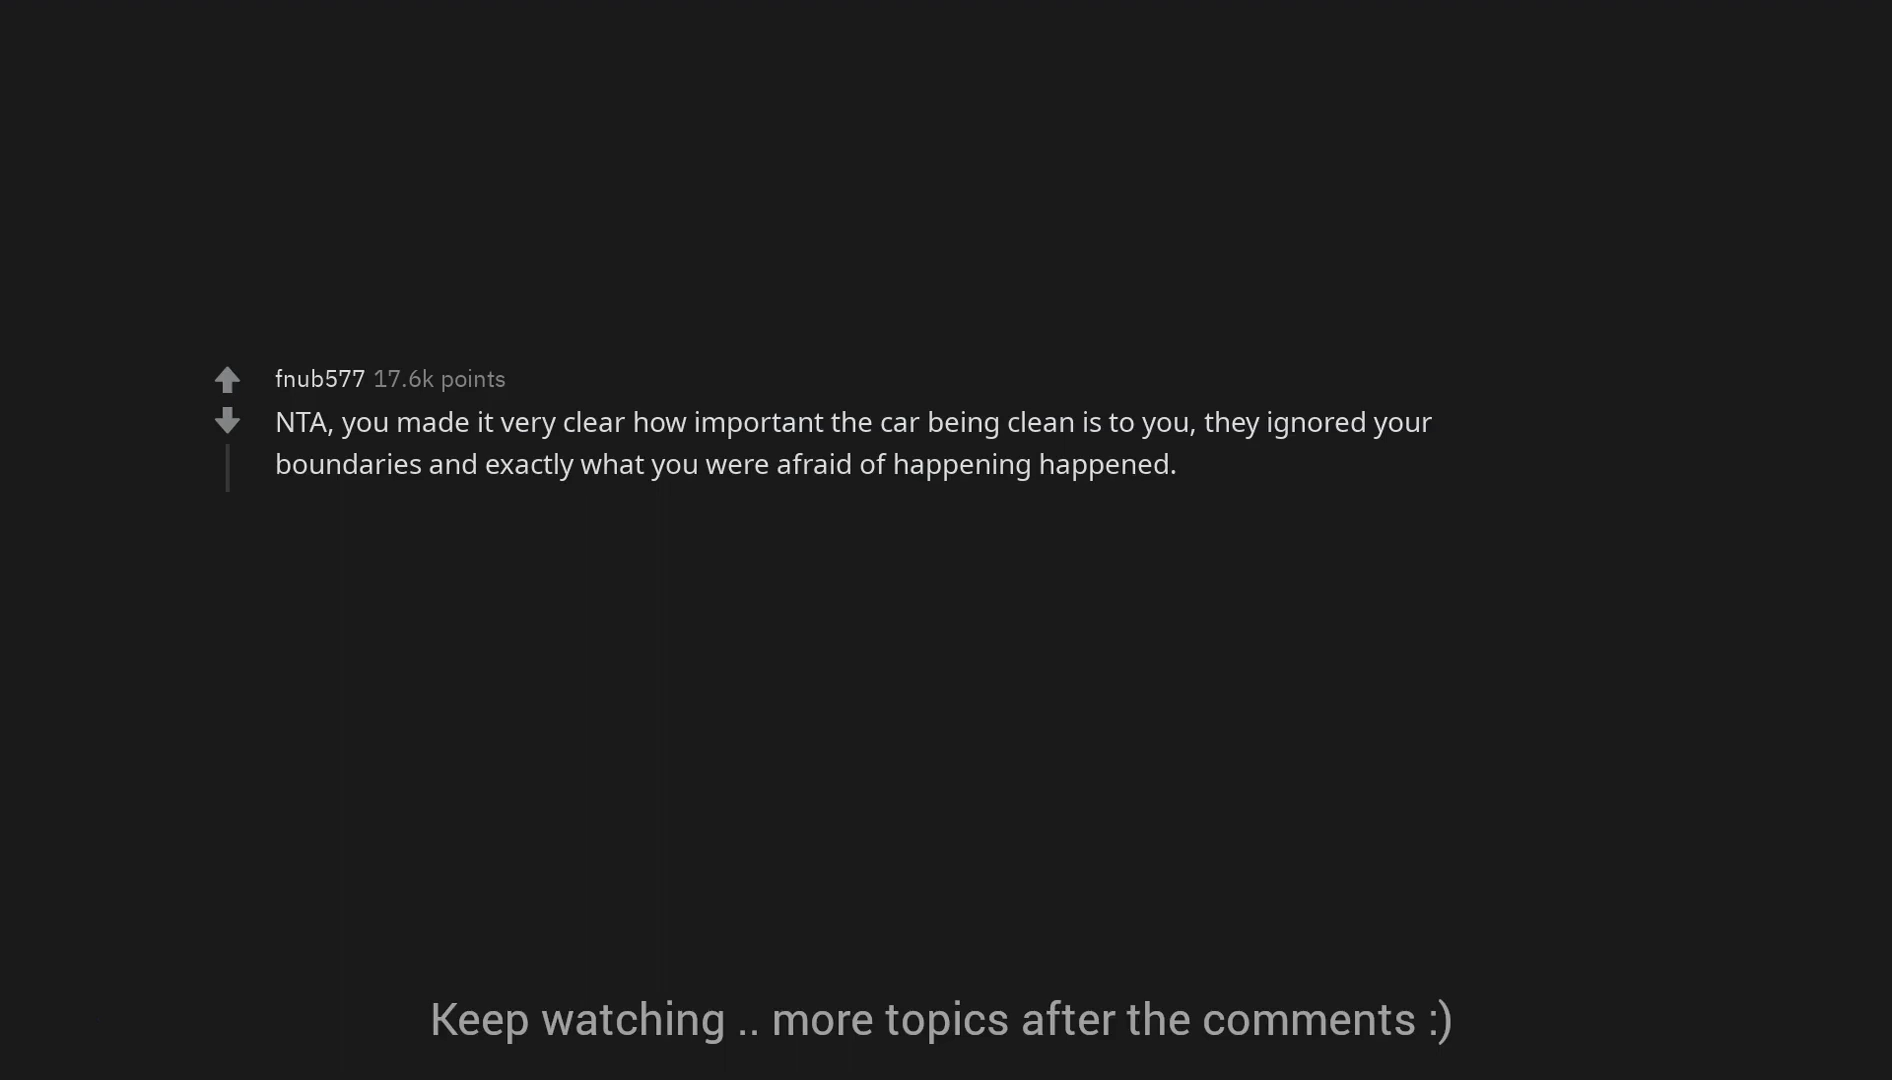 fnub577 17.6k points
NTA, you made it very clear how important the car being clean is to you, they ignored your
boundaries and exactly what you were afraid of happening happened.
Keep watching .. more topics after the comments :)